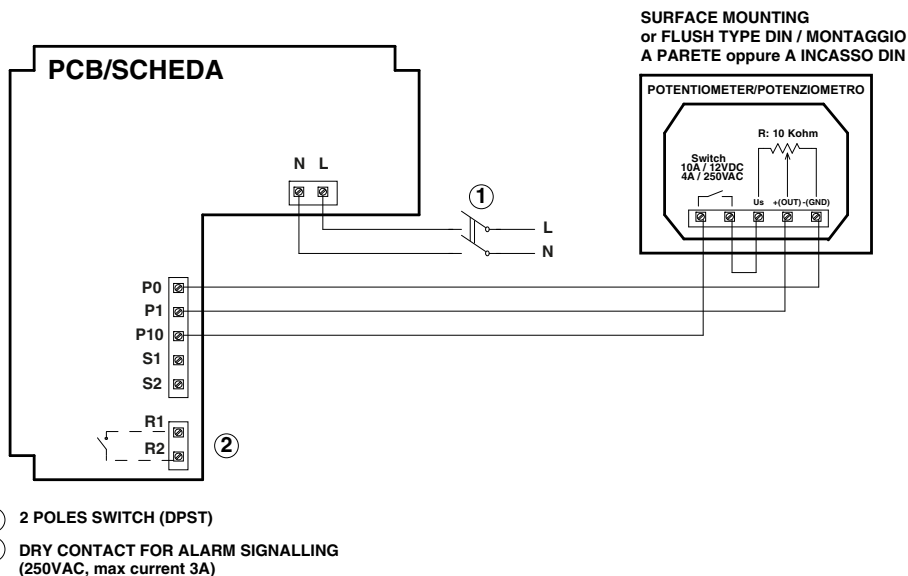 SURFACE MOUNTING
or FLUSH TYPE DIN / MONTAGGIO
A PARETE oppure A INCASSO DIN
PCB/SCHEDA
POTENTIOMETER/POTENZIOMETRO
R: 10 Kohm
Switch
10A / 12VDC
4A / 250VAC
Us +(OUT) -(GND)
N L
1
L
N
P0
P1
P10
S1
S2
R1
R2
2
2 POLES SWITCH (DPST)
DRY CONTACT FOR ALARM SIGNALLING
(250VAC, max current 3A)